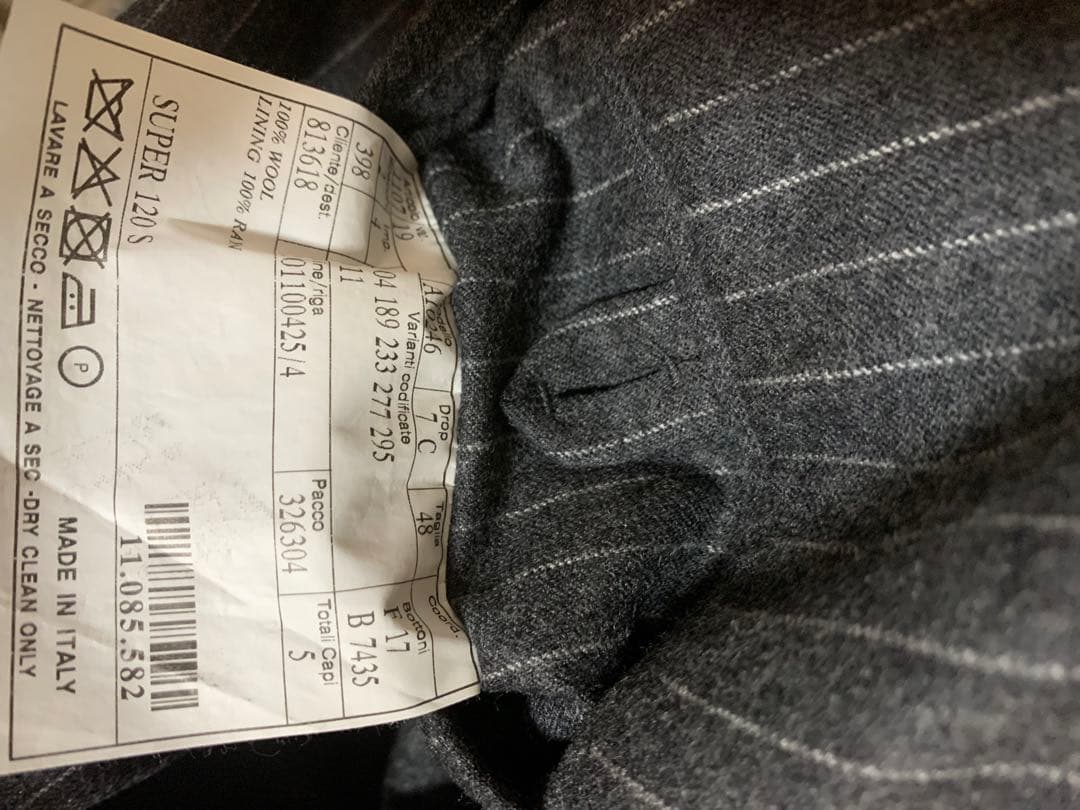 Drop
Taglia
Coord.
398
7 C
48
Varianti codificate
Bottoni
04 189 233 277 295
F 17
11
B 7435
Cliente/dest.
Pacco
Totali Capi
813618
01100425/4
326304
5
100% WOOL
LINING 100%
SUPER 120 S
11.085.582
P
MADE IN ITALY
LAVARE A SECCO - NETTOYAGE A SEC -DRY CLEAN ONLY